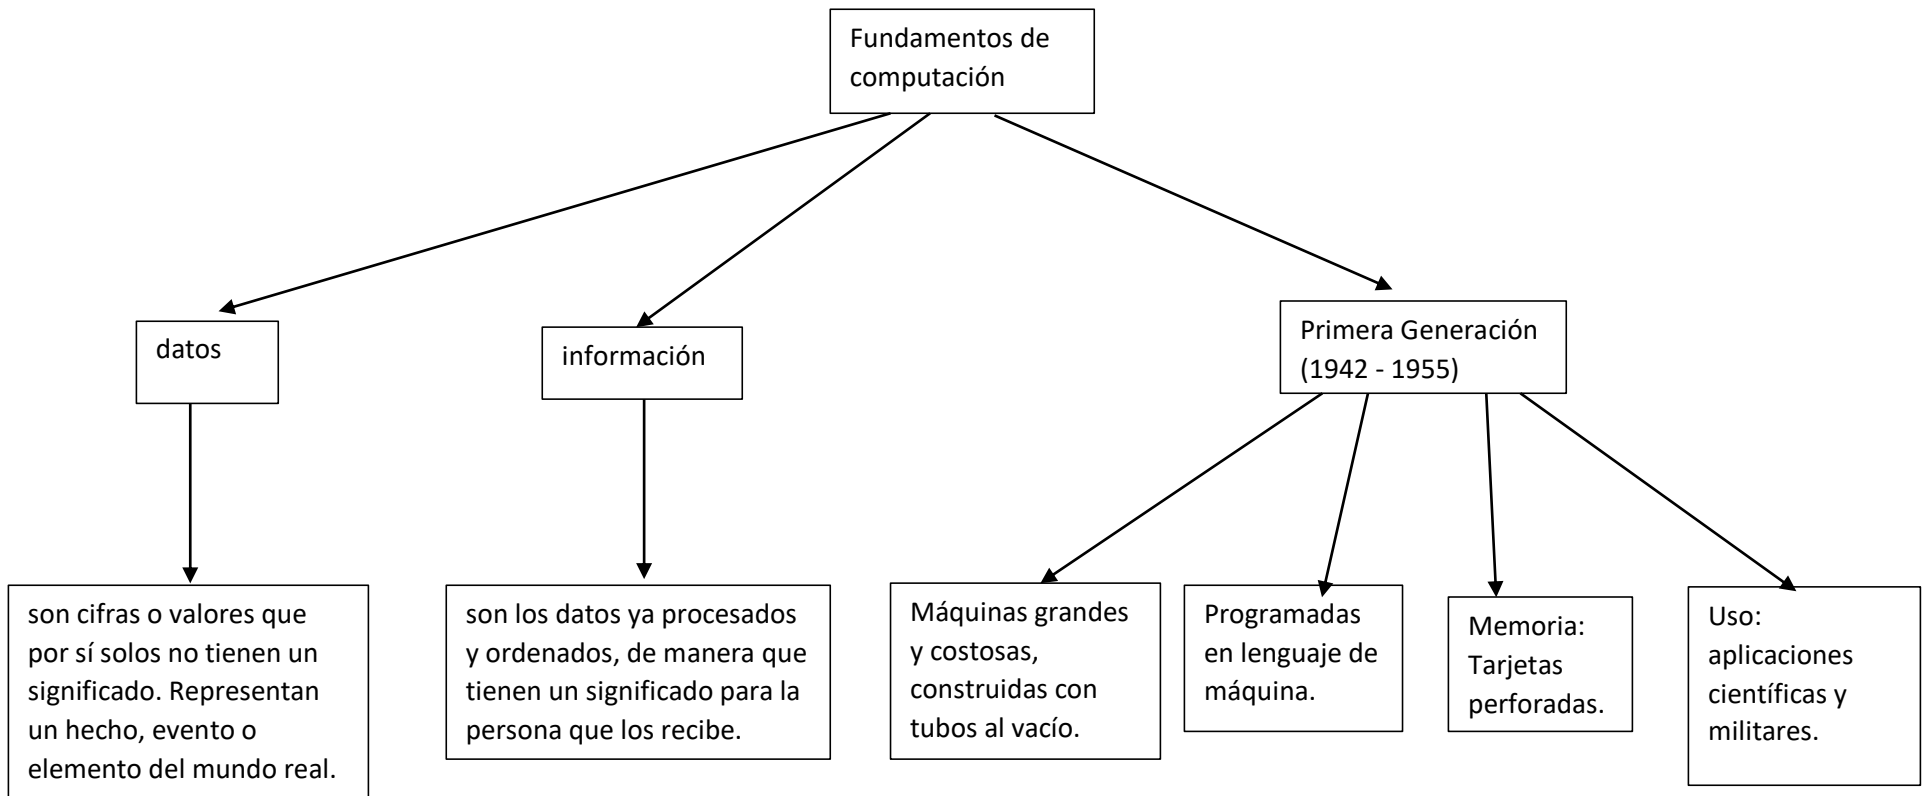 Fundamentos de
computación
datos
información
Primera Generación
(1942 - 1955)
son cifras o valores que
por sí solos no tienen un
significado. Representan
un hecho, evento o
elemento del mundo real.
son los datos ya procesados
y ordenados, de manera que
tienen un significado para la
persona que los recibe.
Máquinas grandes
y costosas,
construidas con
tubos al vacío.
Programadas
en lenguaje de
máquina.
Memoria:
Tarjetas
perforadas.
Uso:
aplicaciones
científicas y
militares.